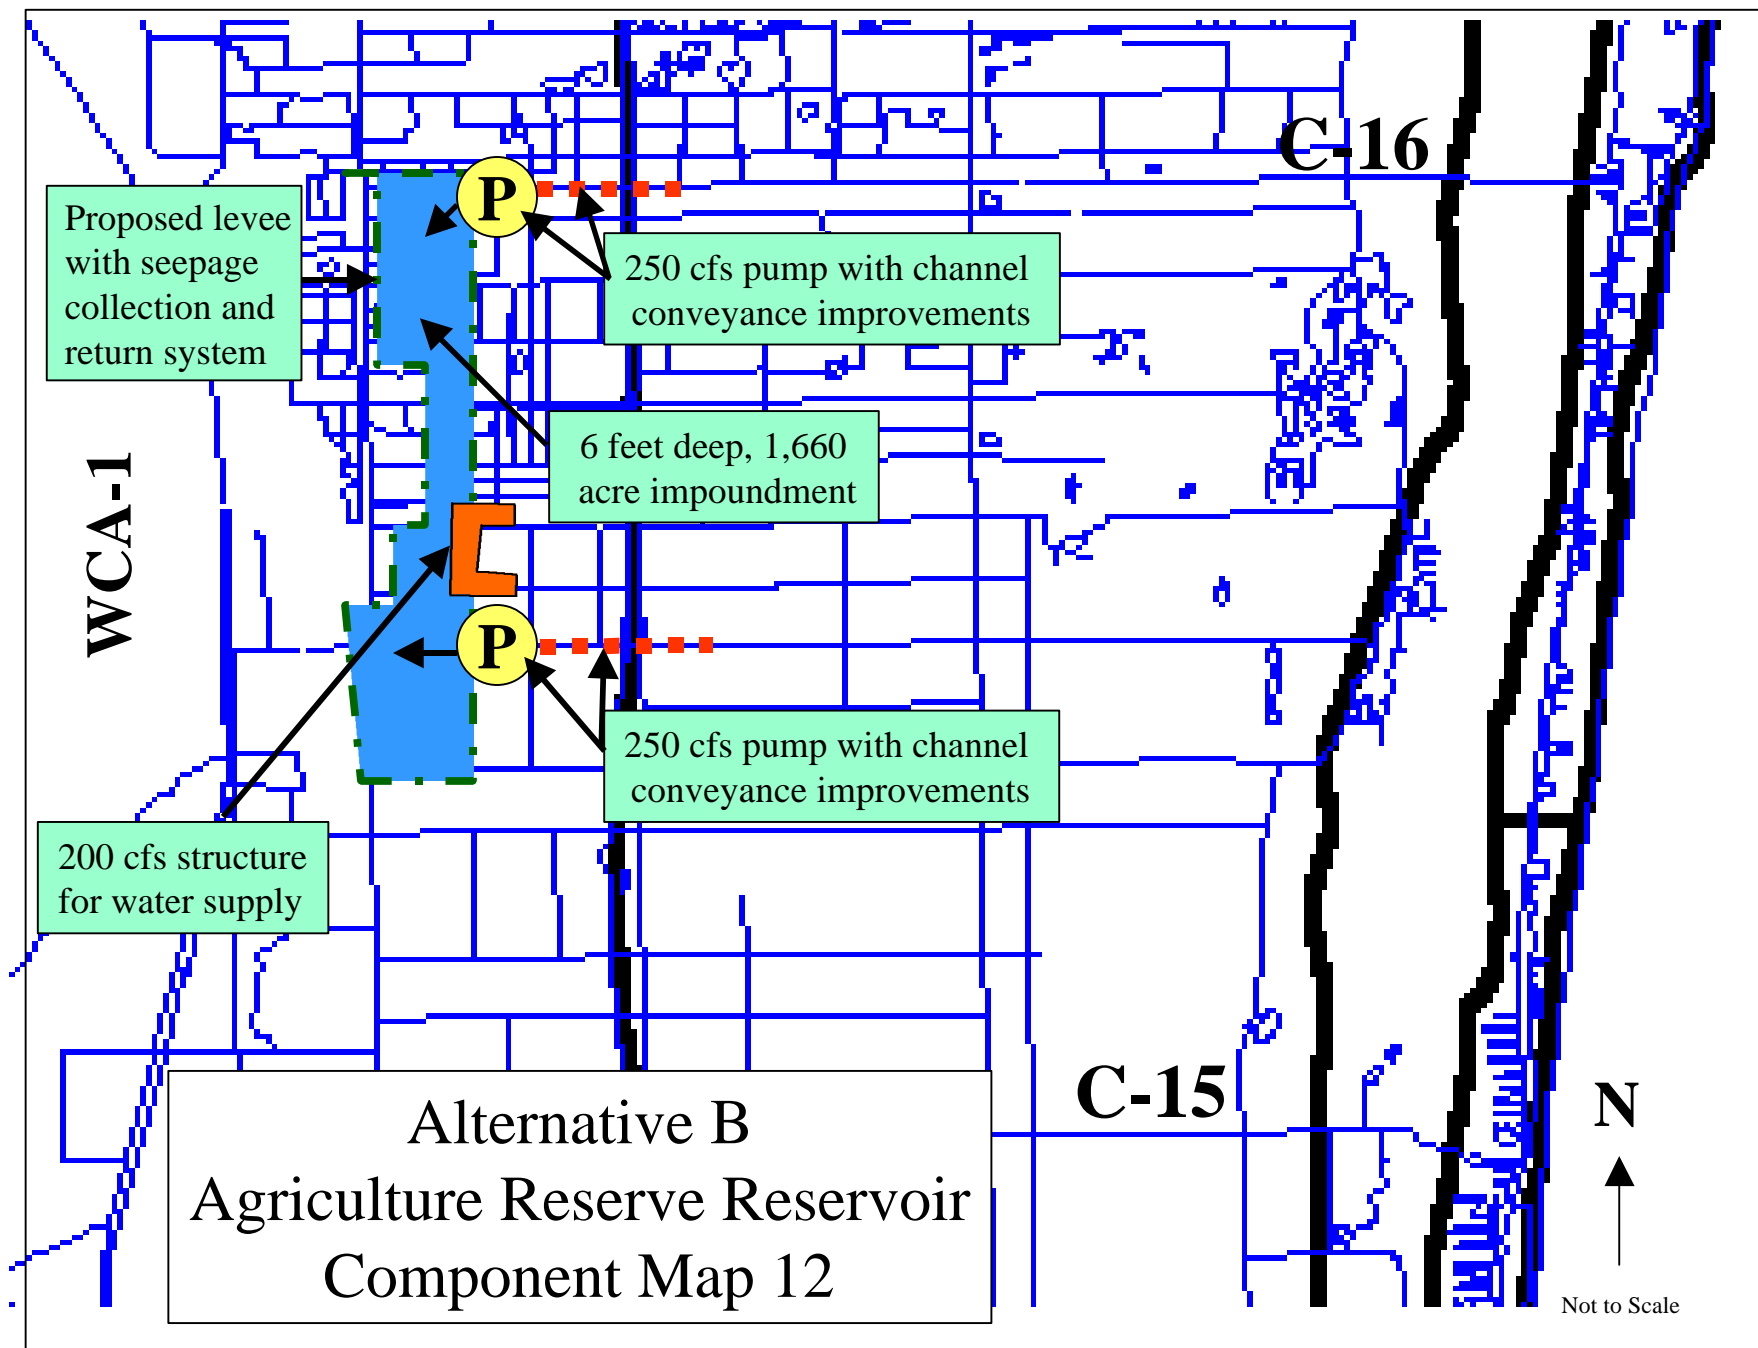 C-16
P
Proposed levee
with seepage
collection and
return system
250 cfs pump with channel
conveyance improvements
6 feet deep, 1,660
acre impoundment
WCA-1
P
250 cfs pump with channel
conveyance improvements
200 cfs structure
for water supply
C-15
N
Alternative B
Agriculture Reserve Reservoir
Component Map 12
Not to Scale